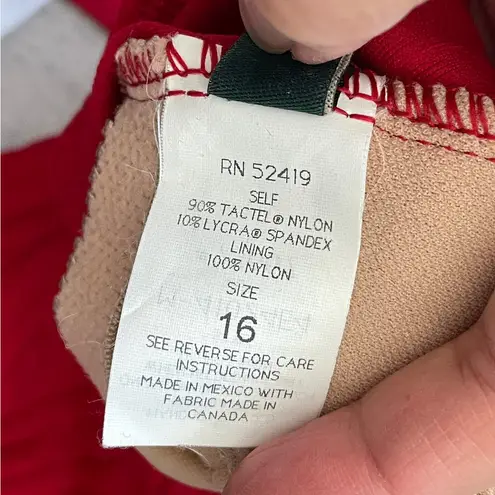 RN 52419
SELF
90% TACTEL® NYLON
10% LYCRA® SPANDEX
LINING
100% NYLON
SIZE
16
SEE REVERSE FOR CARE
INSTRUCTIONS
MADE IN MEXICO WITH
FABRIC MADE IN
CANADA